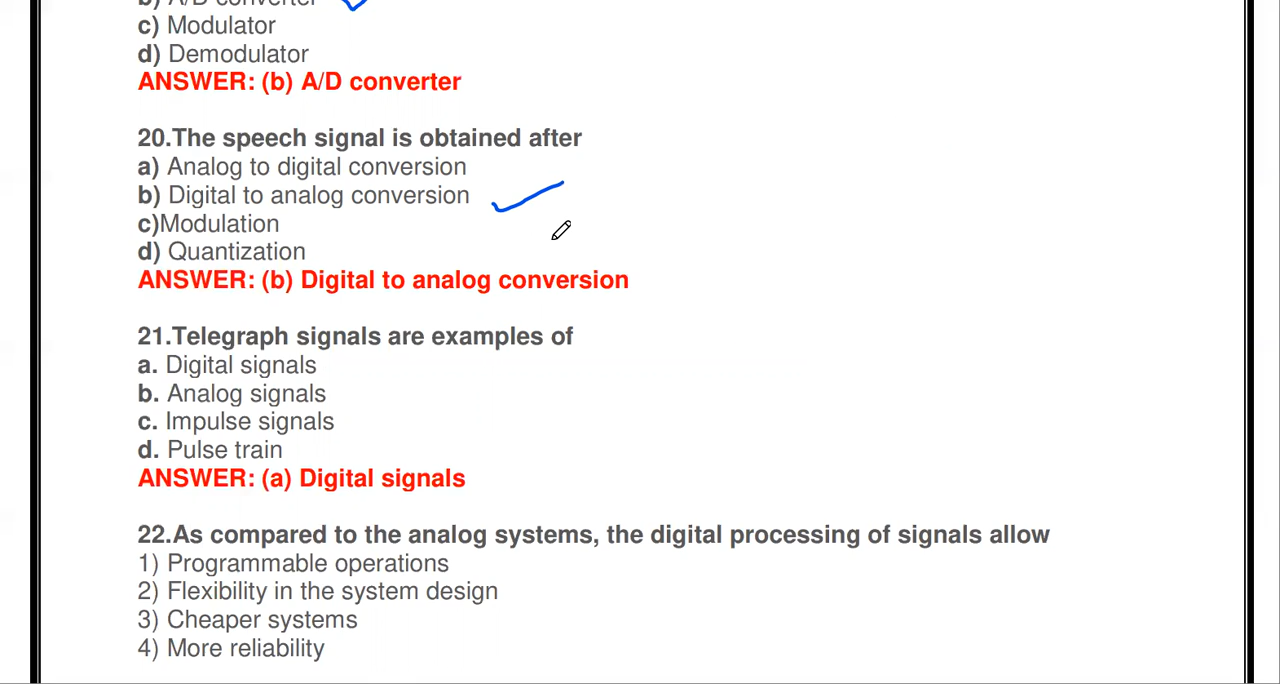 b) A/D converter
c) Modulator
d) Demodulator
ANSWER: (b) A/D converter
20.The speech signal is obtained after
a) Analog to digital conversion
b) Digital to analog conversion
c)Modulation
d) Quantization
ANSWER: (b) Digital to analog conversion
21.Telegraph signals are examples of
a. Digital signals
b. Analog signals
c. Impulse signals
d. Pulse train
ANSWER: (a) Digital signals
22.As compared to the analog systems, the digital processing of signals allow
1) Programmable operations
2) Flexibility in the system design
3) Cheaper systems
4) More reliability